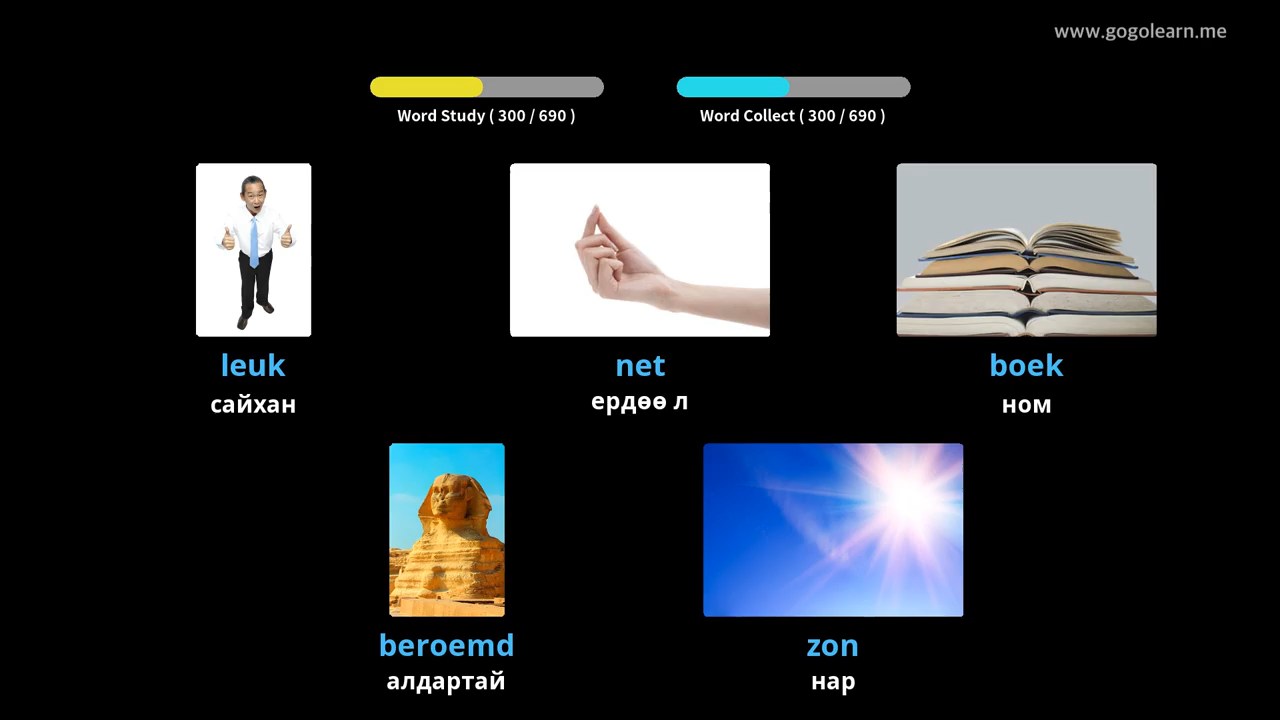 www.gogolearn.me
Word Study ( 300 / 690 )
Word Collect ( 300 / 690 )
leuk
сайхан
net
ердөө л
boek
ном
beroemd
алдартай
zon
нар